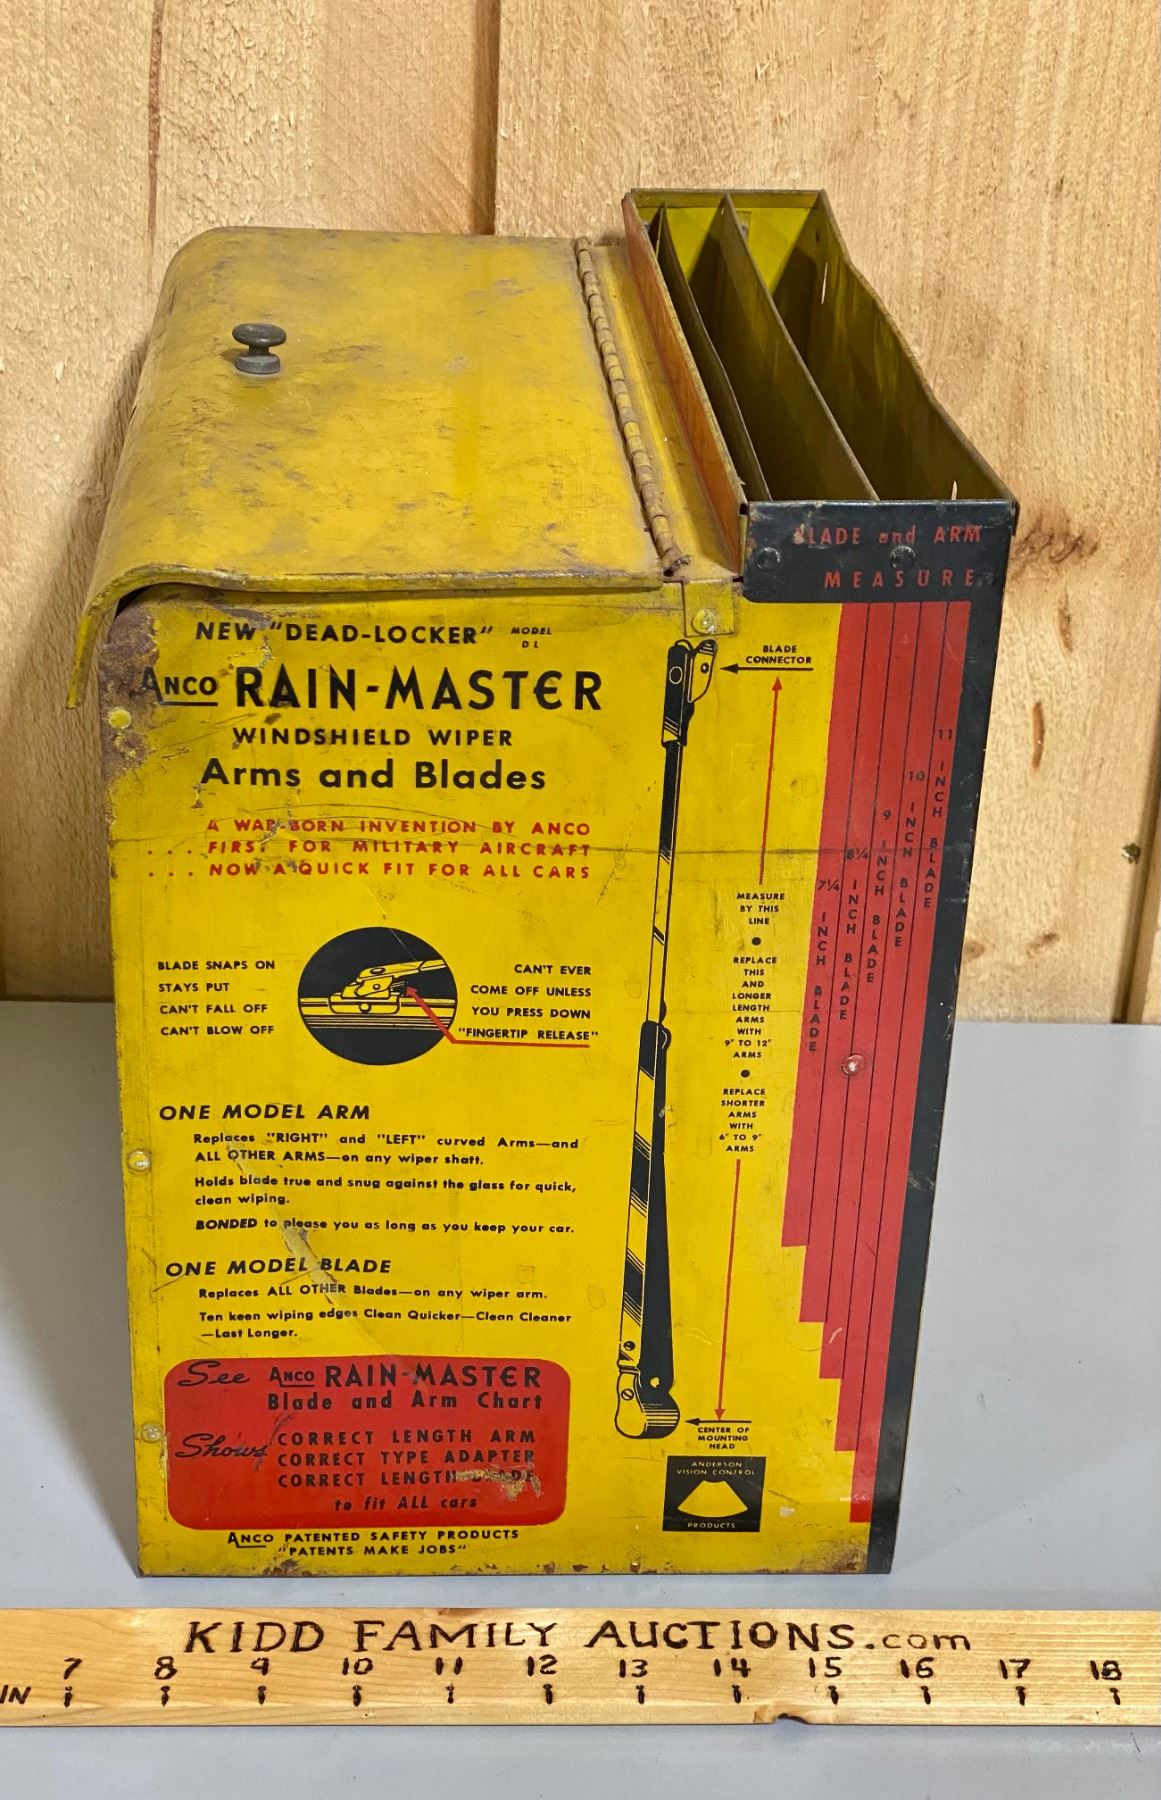 BLADE and ARM
MEASURE
NEW "DEAD-LOCKER" MODEL
DL
ANCO RAIN-MASTER
WINDSHIELD WIPER
Arms and Blades
A WAR-BORN INVENTION BY ANCO
. . . FIRST FOR MILITARY AIRCRAFT
. . . NOW A QUICK FIT FOR ALL CARS
BLADE SNAPS ON
STAYS PUT
CAN'T FALL OFF
CAN'T BLOW OFF
CAN'T EVER
COME OFF UNLESS
YOU PRESS DOWN
"FINGERTIP RELEASE"
ONE MODEL ARM
Replaces "RIGHT" and "LEFT" curved Arms—and
ALL OTHER ARMS—on any wiper shaft.
Holds blade true and snug against the glass for quick,
clean wiping.
BONDED to please you as long as you keep your car.
ONE MODEL BLADE
Replaces ALL OTHER Blades—on any wiper arm.
Ten keen wiping edges Clean Quicker—Clean Cleaner
—Last Longer.
See ANCO RAIN-MASTER
Blade and Arm Chart
Shows CORRECT LENGTH ARM
CORRECT TYPE ADAPTER
CORRECT LENGTH BLADE
to fit ALL cars
ANCO PATENTED SAFETY PRODUCTS
"PATENTS MAKE JOBS"
BLADE
CONNECTOR
MEASURE
BY THIS
LINE
REPLACE
THIS
AND
LONGER
LENGTH
ARMS
WITH
9" TO 12"
ARMS
REPLACE
SHORTER
ARMS
WITH
6" TO 9"
ARMS
CENTER OF
MOUNTING
HEAD
ANDERSON
VISION CONTROL
PRODUCTS
7¼ INCH BLADE
8¼ INCH BLADE
9 INCH BLADE
10 INCH BLADE
11 INCH BLADE
KIDD FAMILY AUCTIONS.com
IN 7 8 9 10 11 12 13 14 15 16 17 18